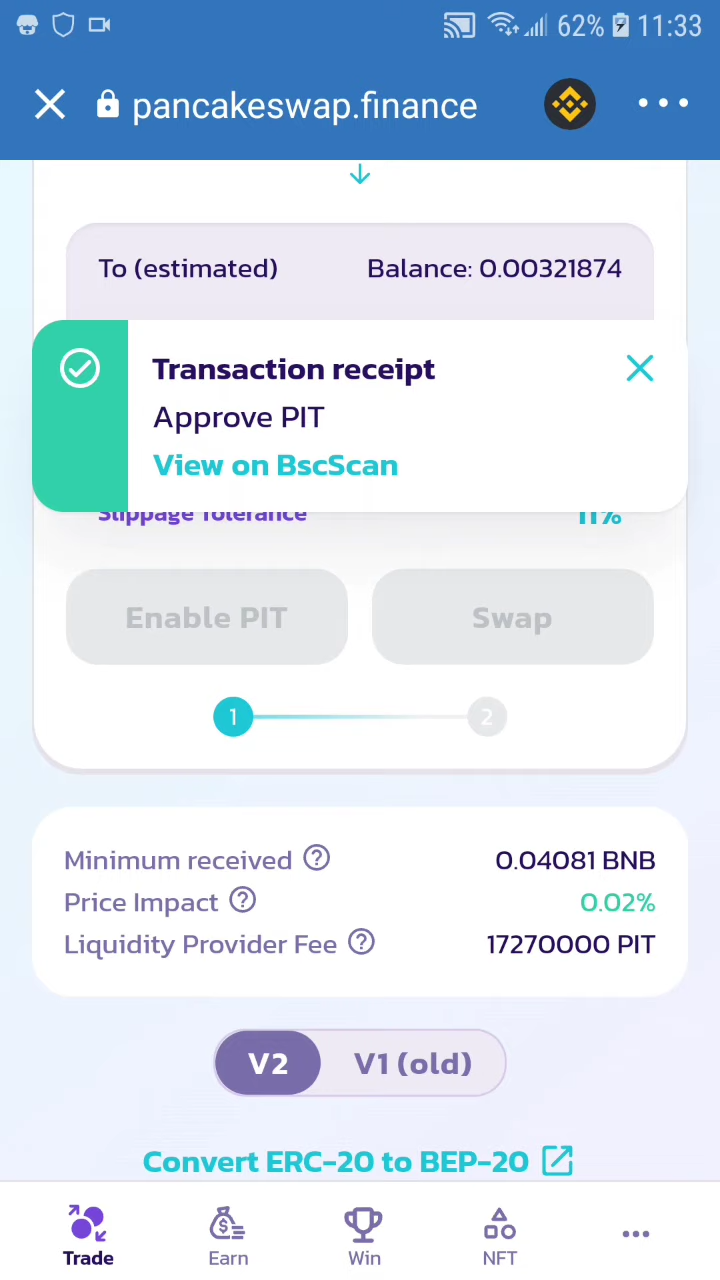 62% 11:33
pancakeswap.finance
To (estimated) Balance: 0.00321874
Transaction receipt
Approve PIT
View on BscScan
Slippage Tolerance 11%
Enable PIT Swap
1 2
Minimum received ? 0.04081 BNB
Price Impact ? 0.02%
Liquidity Provider Fee ? 17270000 PIT
V2 V1 (old)
Convert ERC-20 to BEP-20
Trade Earn Win NFT